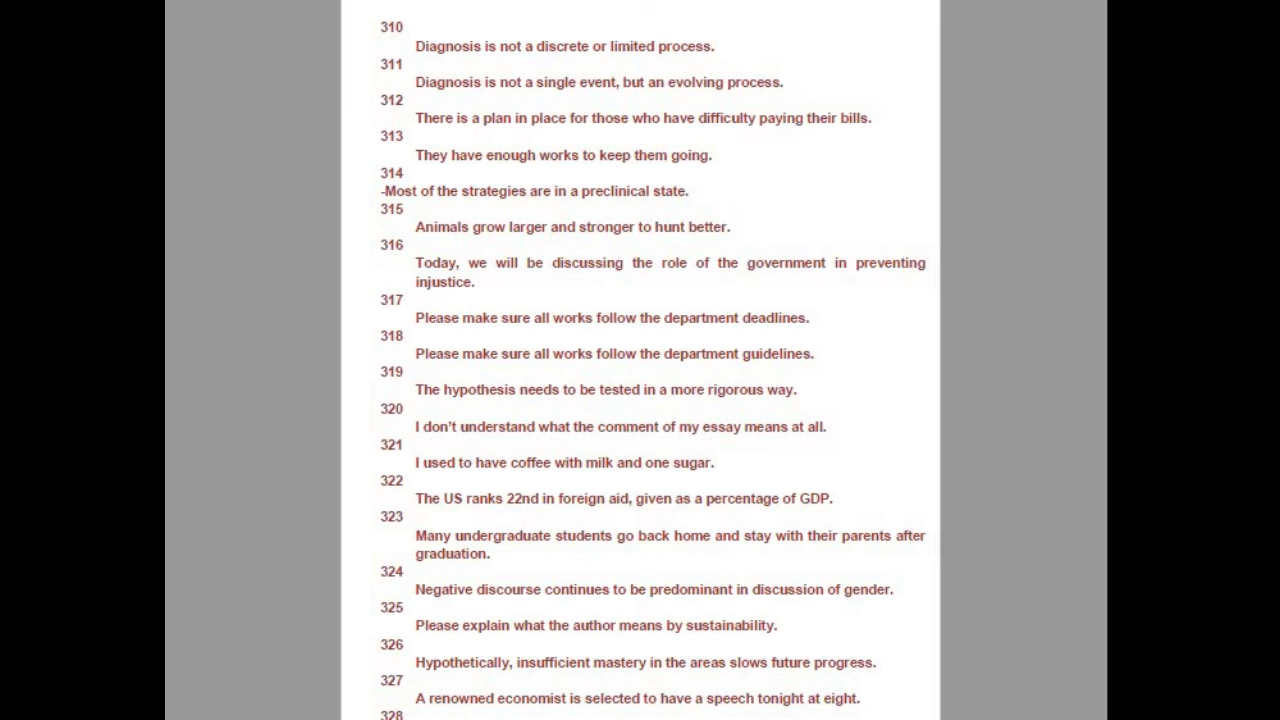 310
Diagnosis is not a discrete or limited process.
311
Diagnosis is not a single event, but an evolving process.
312
There is a plan in place for those who have difficulty paying their bills.
313
They have enough works to keep them going.
314
-Most of the strategies are in a preclinical state.
315
Animals grow larger and stronger to hunt better.
316
Today, we will be discussing the role of the government in preventing
injustice.
317
Please make sure all works follow the department deadlines.
318
Please make sure all works follow the department guidelines.
319
The hypothesis needs to be tested in a more rigorous way.
320
I don't understand what the comment of my essay means at all.
321
I used to have coffee with milk and one sugar.
322
The US ranks 22nd in foreign aid, given as a percentage of GDP.
323
Many undergraduate students go back home and stay with their parents after
graduation.
324
Negative discourse continues to be predominant in discussion of gender.
325
Please explain what the author means by sustainability.
326
Hypothetically, insufficient mastery in the areas slows future progress.
327
A renowned economist is selected to have a speech tonight at eight.
328